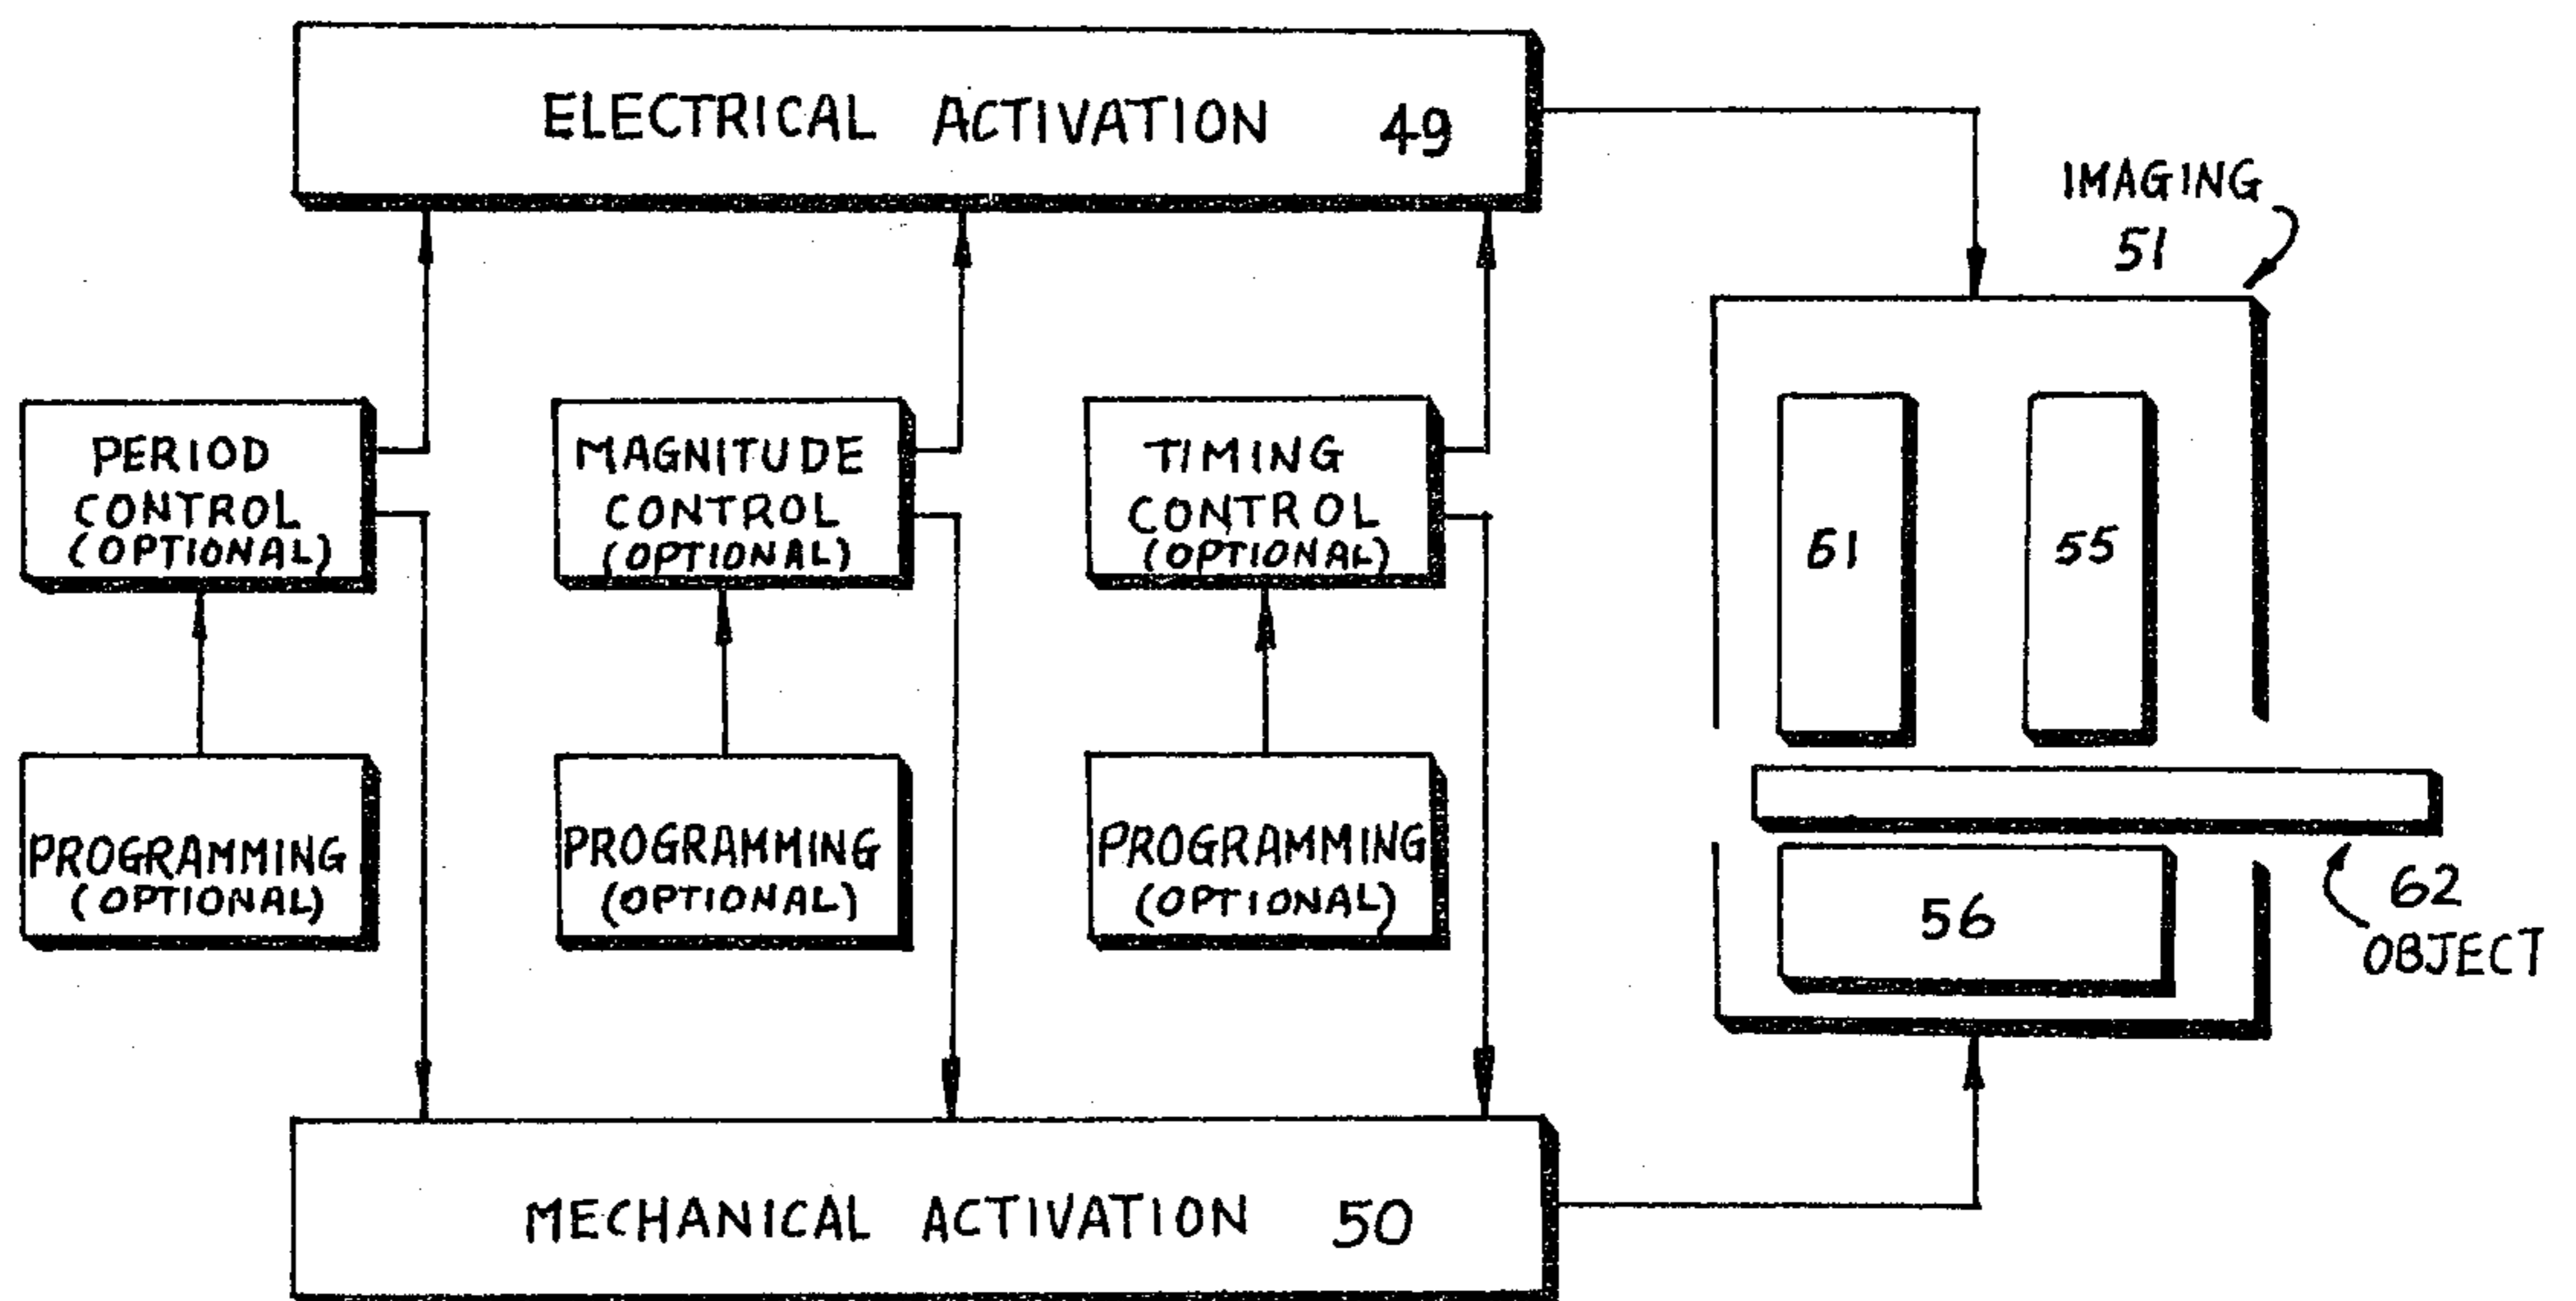 ELECTRICAL ACTIVATION 49
IMAGING
51
PERIOD
CONTROL
(OPTIONAL)
MAGNITUDE
CONTROL
(OPTIONAL)
TIMING
CONTROL
(OPTIONAL)
61
55
PROGRAMMING
(OPTIONAL)
PROGRAMMING
(OPTIONAL)
PROGRAMMING
(OPTIONAL)
56
62
OBJECT
MECHANICAL ACTIVATION 50